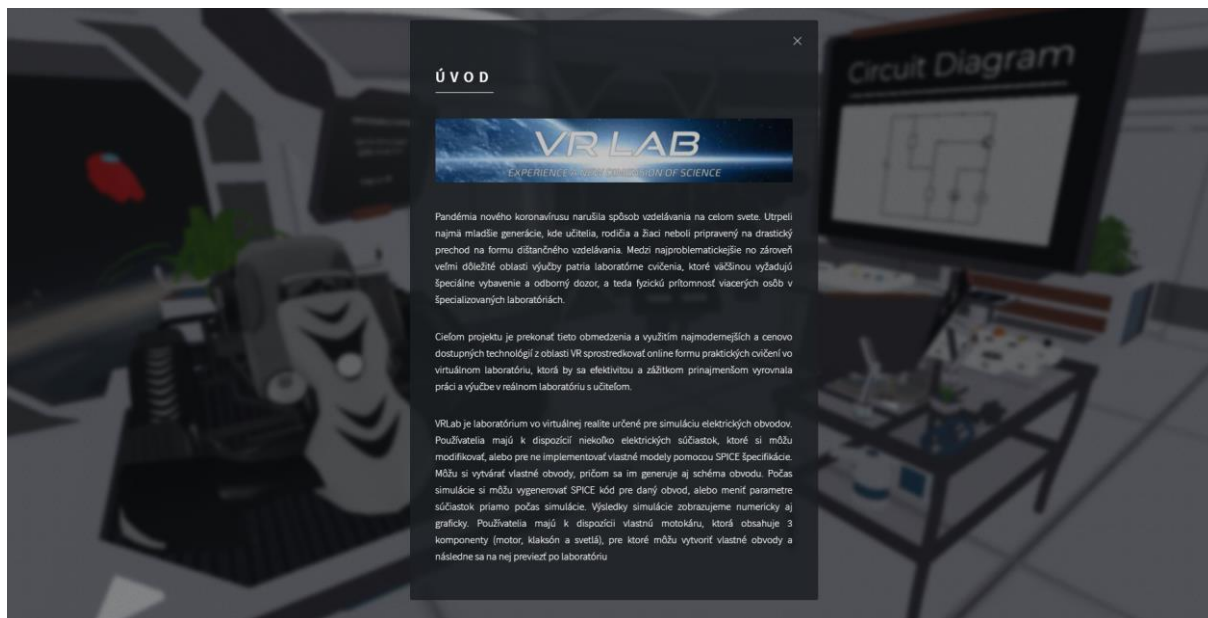 ×
ÚVOD
VR LAB
EXPERIENCE A NEW DIMENSION OF SCIENCE
Circuit Diagram
Pandémia nového koronavírusu narušila spôsob vzdelávania na celom svete. Utrpeli
najmä mladšie generácie, kde učitelia, rodičia a žiaci neboli pripravený na drastický
prechod na formu dištančného vzdelávania. Medzi najproblematickejšie no zároveň
veľmi dôležité oblasti výučby patria laboratórne cvičenia, ktoré väčšinou vyžadujú
špeciálne vybavenie a odborný dozor, a teda fyzickú prítomnosť viacerých osôb v
špecializovaných laboratóriách.
Cieľom projektu je prekonať tieto obmedzenia a využitím najmodernejších a cenovo
dostupných technológií z oblasti VR sprostredkovať online formu praktických cvičení vo
virtuálnom laboratóriu, ktorá by sa efektivitou a zážitkom prinajmenšom vyrovnala
práci a výučbe v reálnom laboratóriu s učiteľom.
VRLab je laboratórium vo virtuálnej realite určené pre simuláciu elektrických obvodov.
Používatelia majú k dispozícií niekoľko elektrických súčiastok, ktoré si môžu
modifikovať, alebo pre ne implementovať vlastné modely pomocou SPICE špecifikácie.
Môžu si vytvárať vlastné obvody, pričom sa im generuje aj schéma obvodu. Počas
simulácie si môžu vygenerovať SPICE kód pre daný obvod, alebo meniť parametre
súčiastok priamo počas simulácie. Výsledky simulácie zobrazujeme numericky aj
graficky. Používatelia majú k dispozícii vlastnú motokáru, ktorá obsahuje 3
komponenty (motor, klaksón a svetlá), pre ktoré môžu vytvoriť vlastné obvody a
následne sa na nej previezť po laboratóriu